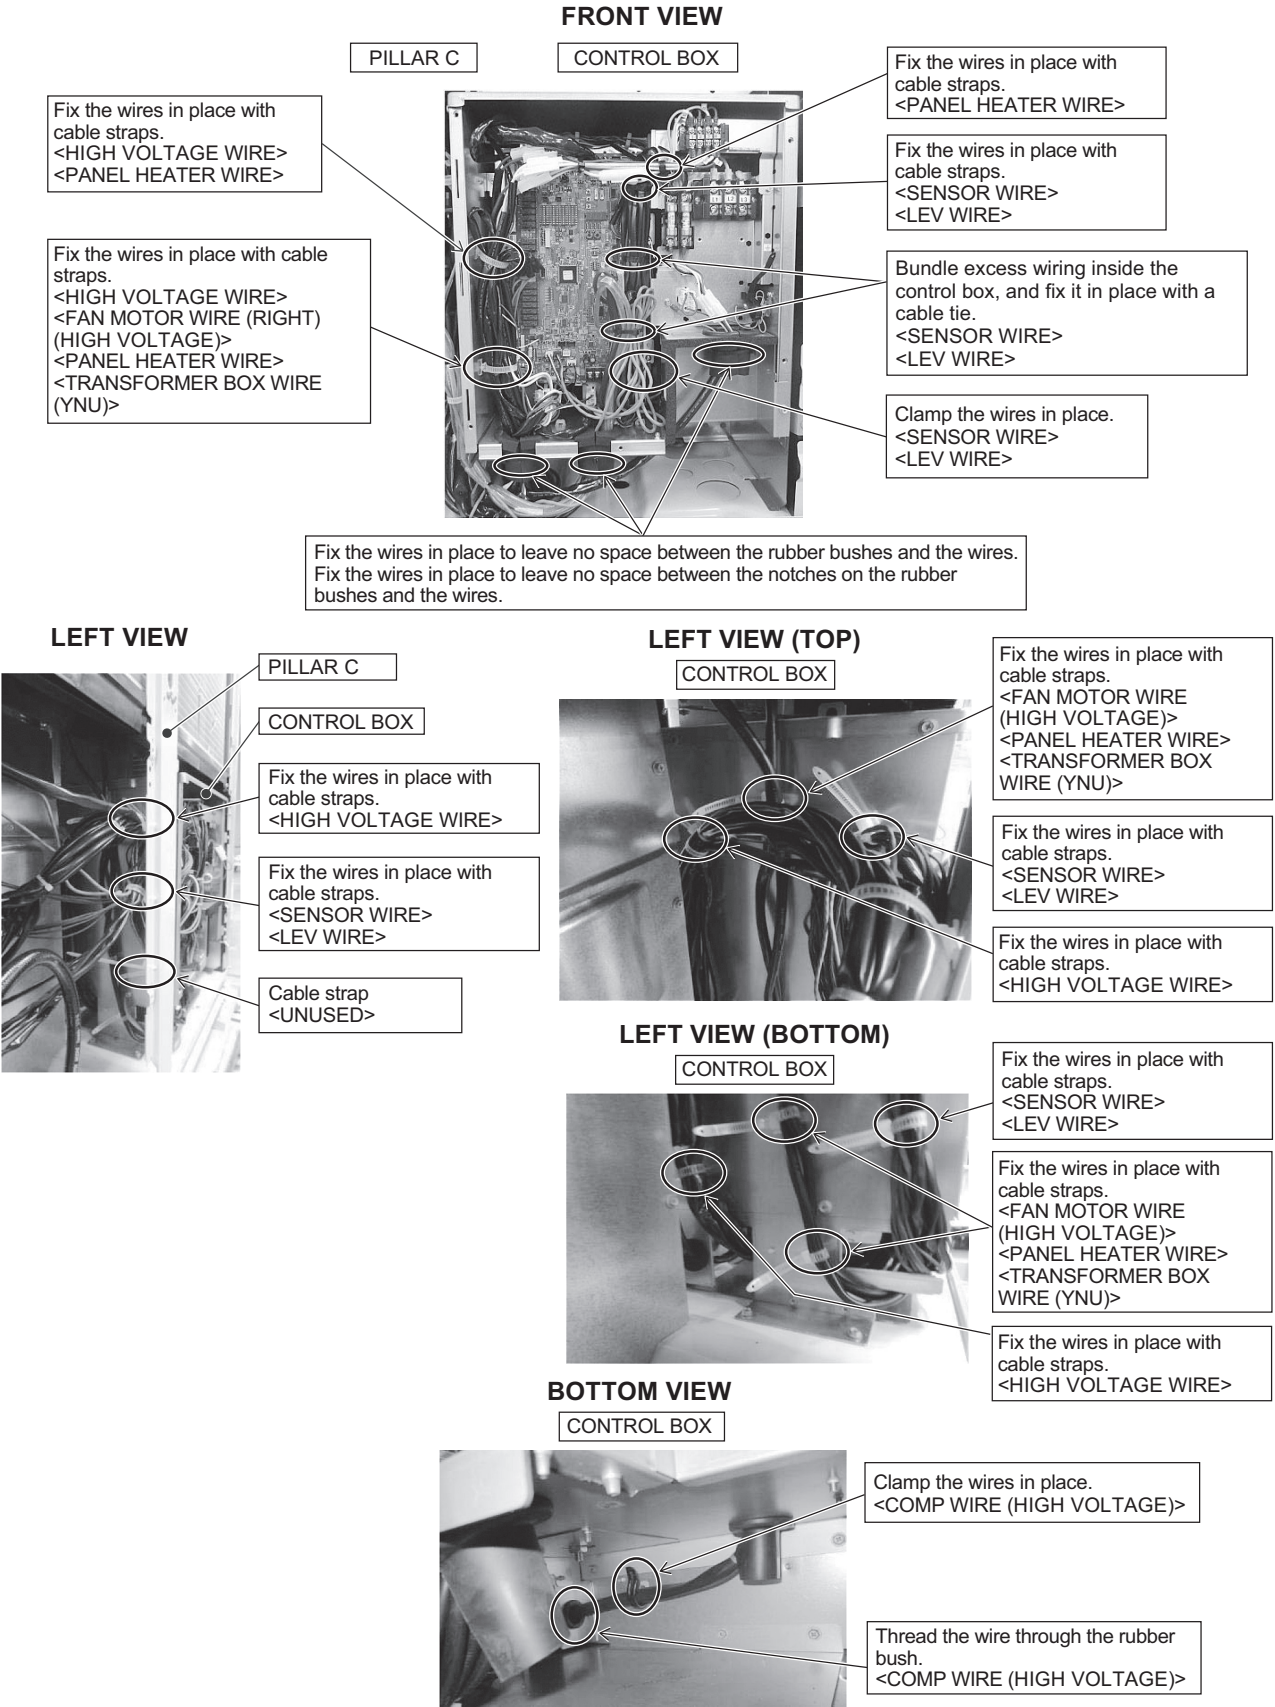 FRONT VIEW
PILLAR C
CONTROL BOX
Fix the wires in place with
cable straps.
<HIGH VOLTAGE WIRE>
<PANEL HEATER WIRE>
Fix the wires in place with cable
straps.
<HIGH VOLTAGE WIRE>
<FAN MOTOR WIRE (RIGHT)
(HIGH VOLTAGE)>
<PANEL HEATER WIRE>
<TRANSFORMER BOX WIRE
(YNU)>
Fix the wires in place with
cable straps.
<PANEL HEATER WIRE>
Fix the wires in place with
cable straps.
<SENSOR WIRE>
<LEV WIRE>
Bundle excess wiring inside the
control box, and fix it in place with a
cable tie.
<SENSOR WIRE>
<LEV WIRE>
Clamp the wires in place.
<SENSOR WIRE>
<LEV WIRE>
Fix the wires in place to leave no space between the rubber bushes and the wires.
Fix the wires in place to leave no space between the notches on the rubber
bushes and the wires.
LEFT VIEW
PILLAR C
CONTROL BOX
Fix the wires in place with
cable straps.
<HIGH VOLTAGE WIRE>
Fix the wires in place with
cable straps.
<SENSOR WIRE>
<LEV WIRE>
Cable strap
<UNUSED>
LEFT VIEW (TOP)
CONTROL BOX
Fix the wires in place with
cable straps.
<FAN MOTOR WIRE
(HIGH VOLTAGE)>
<PANEL HEATER WIRE>
<TRANSFORMER BOX
WIRE (YNU)>
Fix the wires in place with
cable straps.
<SENSOR WIRE>
<LEV WIRE>
Fix the wires in place with
cable straps.
<HIGH VOLTAGE WIRE>
LEFT VIEW (BOTTOM)
CONTROL BOX
Fix the wires in place with
cable straps.
<SENSOR WIRE>
<LEV WIRE>
Fix the wires in place with
cable straps.
<FAN MOTOR WIRE
(HIGH VOLTAGE)>
<PANEL HEATER WIRE>
<TRANSFORMER BOX
WIRE (YNU)>
Fix the wires in place with
cable straps.
<HIGH VOLTAGE WIRE>
BOTTOM VIEW
CONTROL BOX
Clamp the wires in place.
<COMP WIRE (HIGH VOLTAGE)>
Thread the wire through the rubber
bush.
<COMP WIRE (HIGH VOLTAGE)>